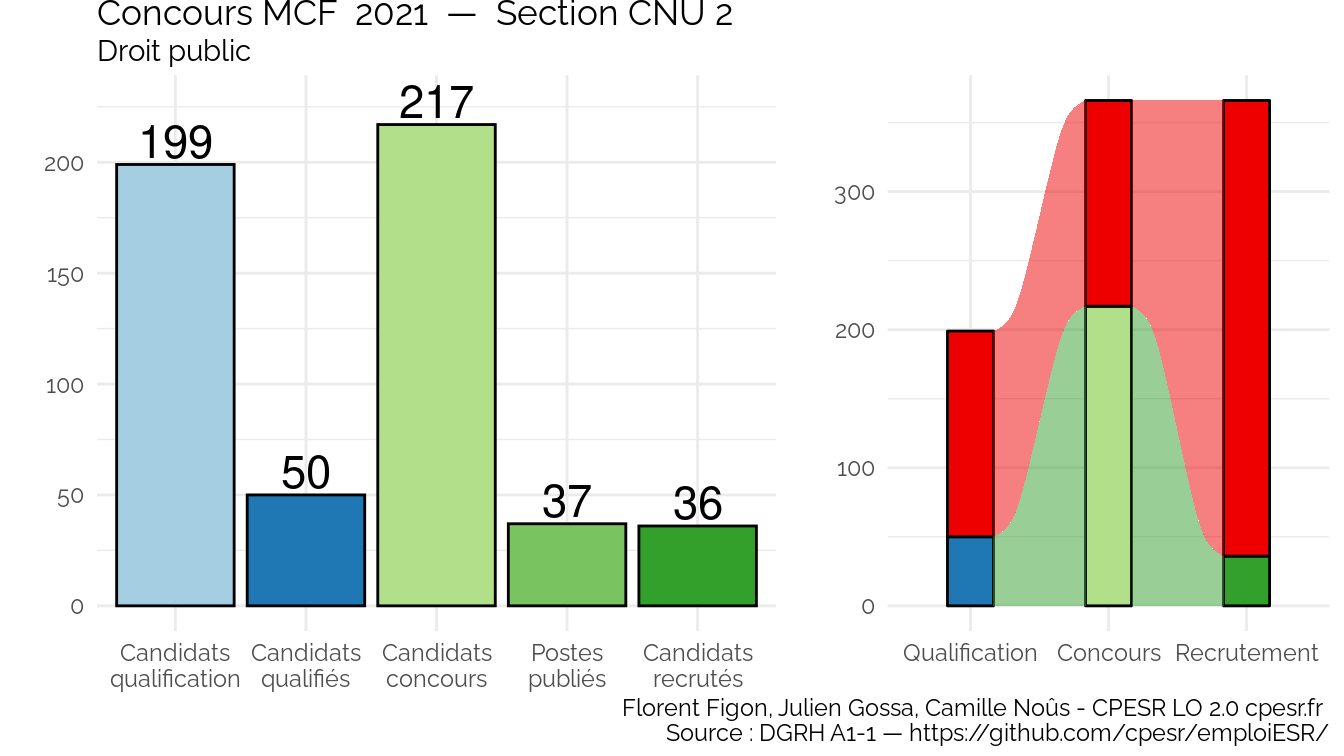 Concours MCF 2021 — Section CNU 2
Droit public
217
199
50
37
36
200
150
100
50
0
Candidats
qualification
Candidats
qualifiés
Candidats
concours
Postes
publiés
Candidats
recrutés
300
200
100
0
Qualification
Concours
Recrutement
Florent Figon, Julien Gossa, Camille Noûs - CPESR LO 2.0 cpesr.fr
Source : DGRH A1-1 — https://github.com/cpesr/emploiESR/